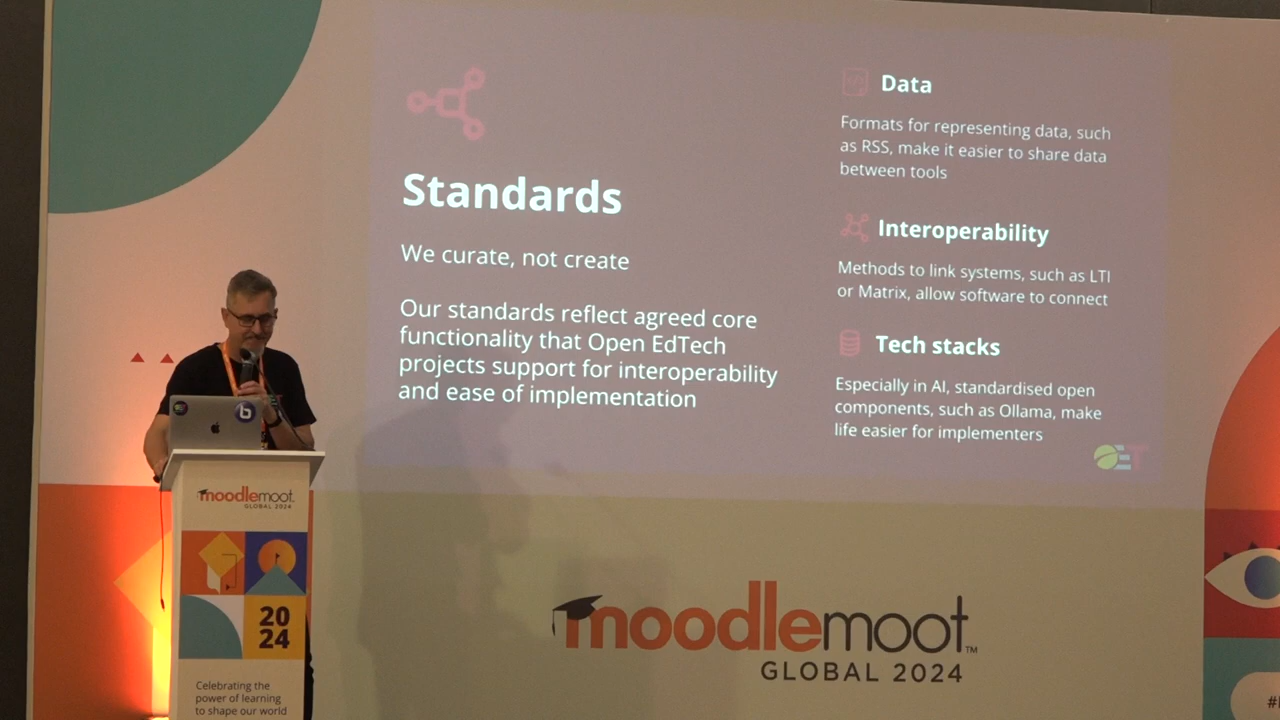 Standards
We curate, not create
Our standards reflect agreed core
functionality that Open EdTech
projects support for interoperability
and ease of implementation
Data
Formats for representing data, such
as RSS, make it easier to share data
between tools
Interoperability
Methods to link systems, such as LTI
or Matrix, allow software to connect
Tech stacks
Especially in AI, standardised open
components, such as Ollama, make
life easier for implementers
OET
b
moodlemoot
GLOBAL 2024
20
24
Celebrating the
power of learning
to shape our world
moodlemoot™
GLOBAL 2024